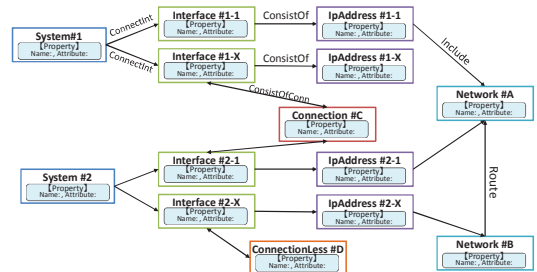 System#1
【Property】
Name: , Attribute:
ConnectInt
ConnectInt
Interface #1-1
【Property】
Name: , Attribute:
ConsistOf
IpAddress #1-1
【Property】
Name: , Attribute:
Include
Interface #1-X
【Property】
Name: , Attribute:
ConsistOf
IpAddress #1-X
【Property】
Name: , Attribute:
ConsistOfConn
Network #A
【Property】
Name: , Attribute:
Connection #C
【Property】
Name: , Attribute:
System #2
【Property】
Name: , Attribute:
Interface #2-1
【Property】
Name: , Attribute:
IpAddress #2-1
【Property】
Name: , Attribute:
Route
Interface #2-X
【Property】
Name: , Attribute:
IpAddress #2-X
【Property】
Name: , Attribute:
ConnectionLess #D
【Property】
Name: , Attribute:
Network #B
【Property】
Name: , Attribute: